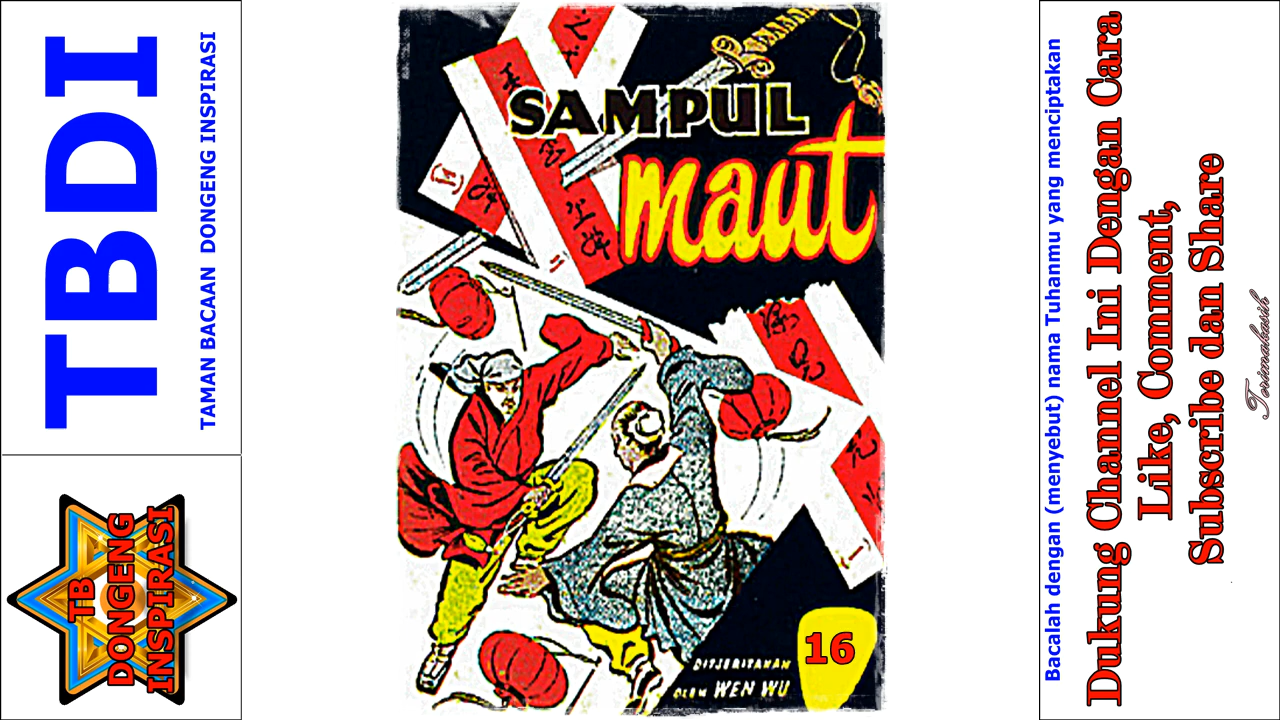 TBDI
TAMAN BACAAN DONGENG INSPIRASI
TB
DONGENG
INSPIRASI
SAMPUL
maut
16
DITJERITAKAN
OLEH WEN WU
Bacalah dengan (menyebut) nama Tuhanmu yang menciptakan
Dukung Channel Ini Dengan Cara
Like, Comment,
Subscribe dan Share
Terimakasih